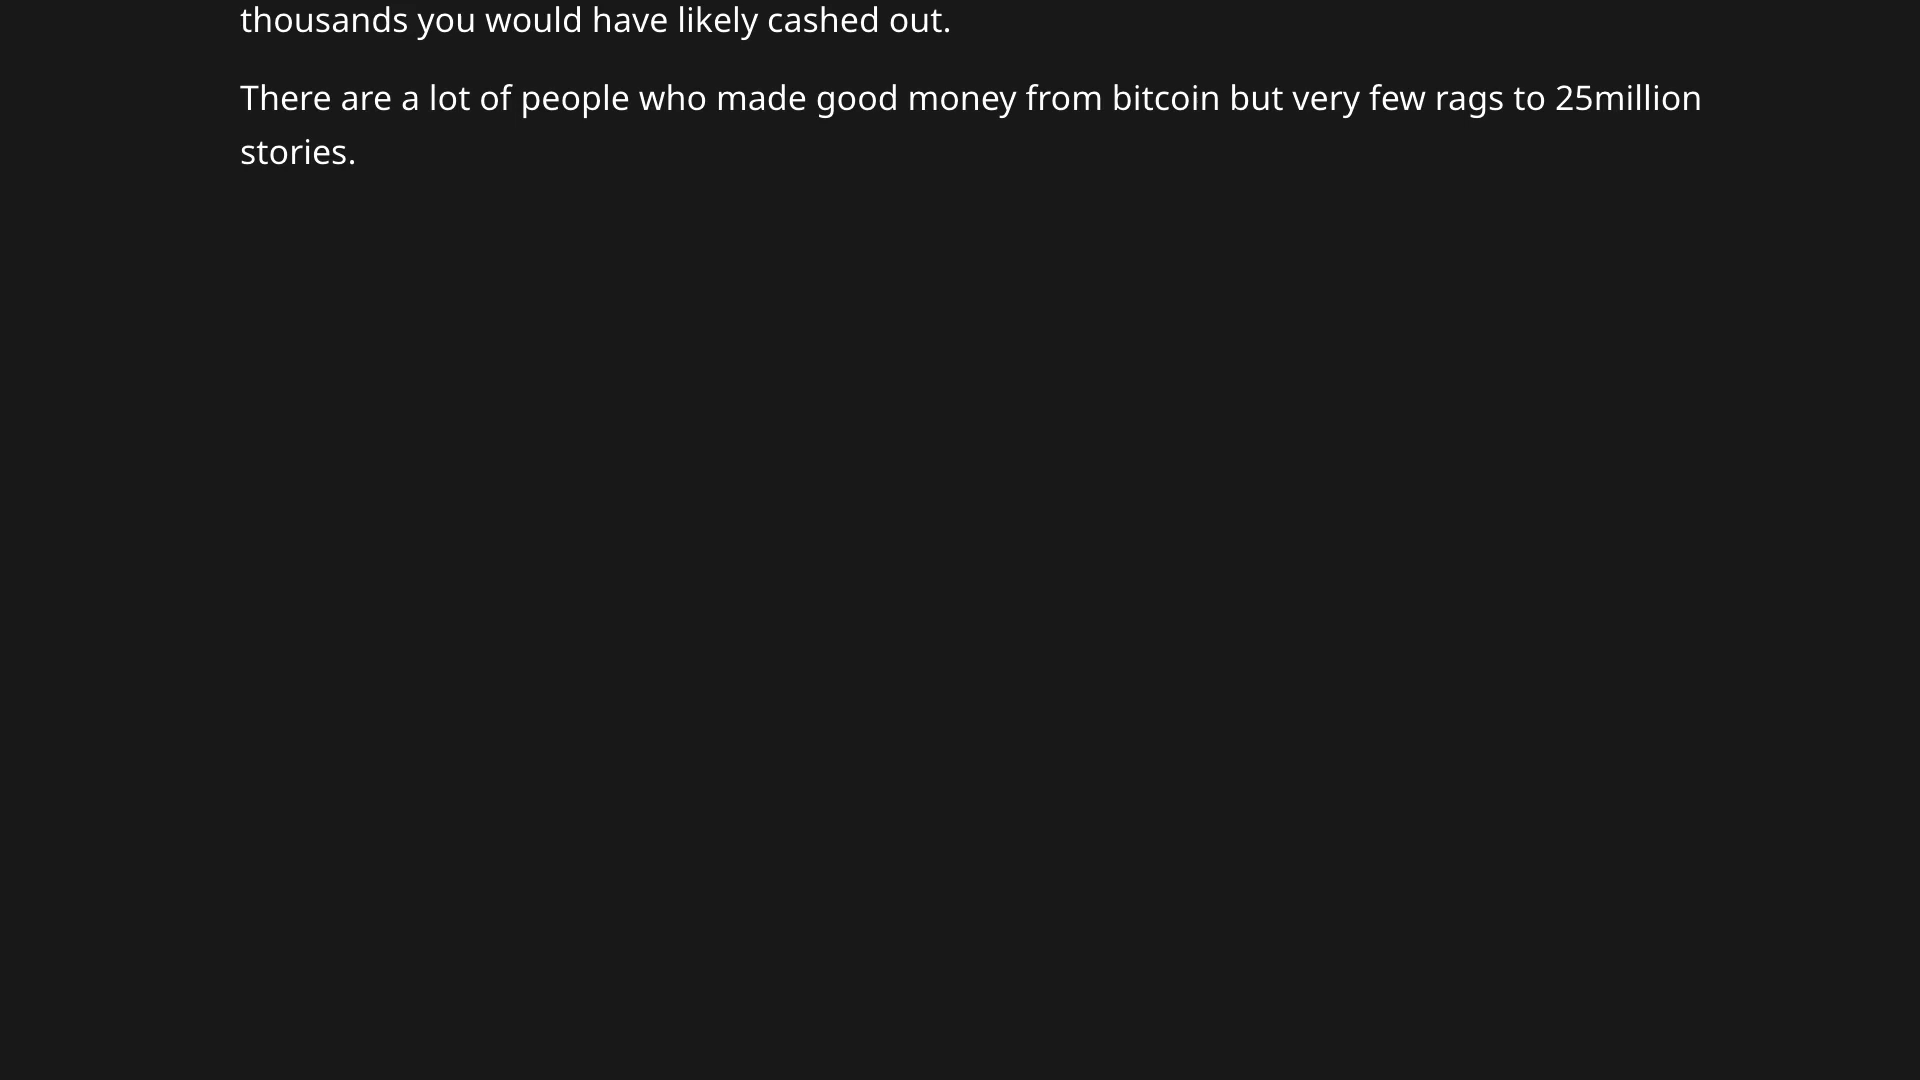 thousands you would have likely cashed out.
There are a lot of people who made good money from bitcoin but very few rags to 25million
stories.